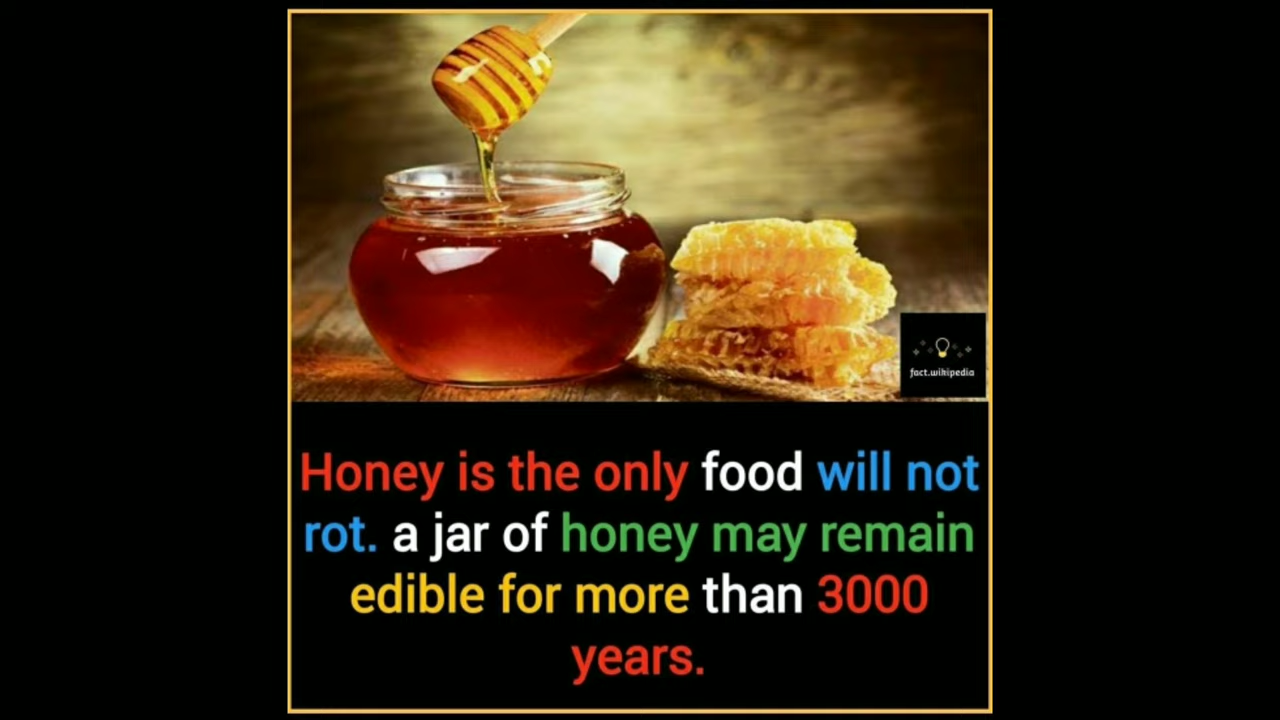 fact.wikipedia
Honey is the only food will not
rot. a jar of honey may remain
edible for more than 3000
years.